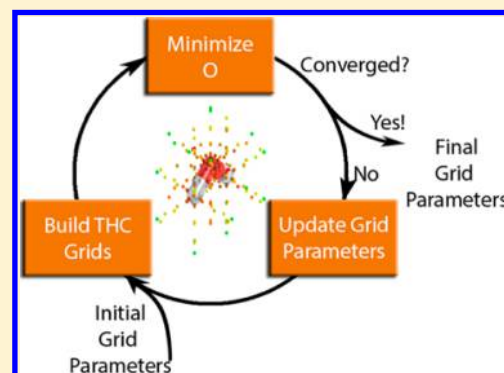 Minimize
O
Converged?
Yes!
Final
Grid
Parameters
No
Update Grid
Parameters
Build THC
Grids
Initial
Grid
Parameters